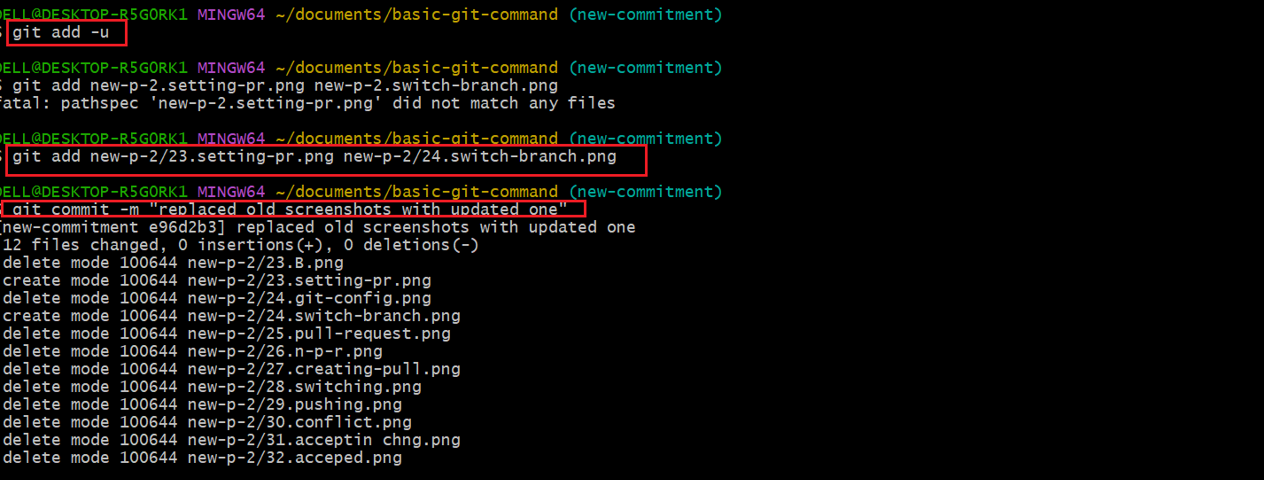 DELL@DESKTOP-R5GORK1 MINGW64 ~/documents/basic-git-command (new-commitment)
$ git add -u
DELL@DESKTOP-R5GORK1 MINGW64 ~/documents/basic-git-command (new-commitment)
$ git add new-p-2.setting-pr.png new-p-2.switch-branch.png
fatal: pathspec 'new-p-2.setting-pr.png' did not match any files
DELL@DESKTOP-R5GORK1 MINGW64 ~/documents/basic-git-command (new-commitment)
$ git add new-p-2/23.setting-pr.png new-p-2/24.switch-branch.png
DELL@DESKTOP-R5GORK1 MINGW64 ~/documents/basic-git-command (new-commitment)
$ git commit -m "replaced old screenshots with updated one"
[new-commitment e96d2b3] replaced old screenshots with updated one
12 files changed, 0 insertions(+), 0 deletions(-)
delete mode 100644 new-p-2/23.B.png
create mode 100644 new-p-2/23.setting-pr.png
delete mode 100644 new-p-2/24.git-config.png
create mode 100644 new-p-2/24.switch-branch.png
delete mode 100644 new-p-2/25.pull-request.png
delete mode 100644 new-p-2/26.n-p-r.png
delete mode 100644 new-p-2/27.creating-pull.png
delete mode 100644 new-p-2/28.switching.png
delete mode 100644 new-p-2/29.pushing.png
delete mode 100644 new-p-2/30.conflict.png
delete mode 100644 new-p-2/31.acceptin chng.png
delete mode 100644 new-p-2/32.acceped.png